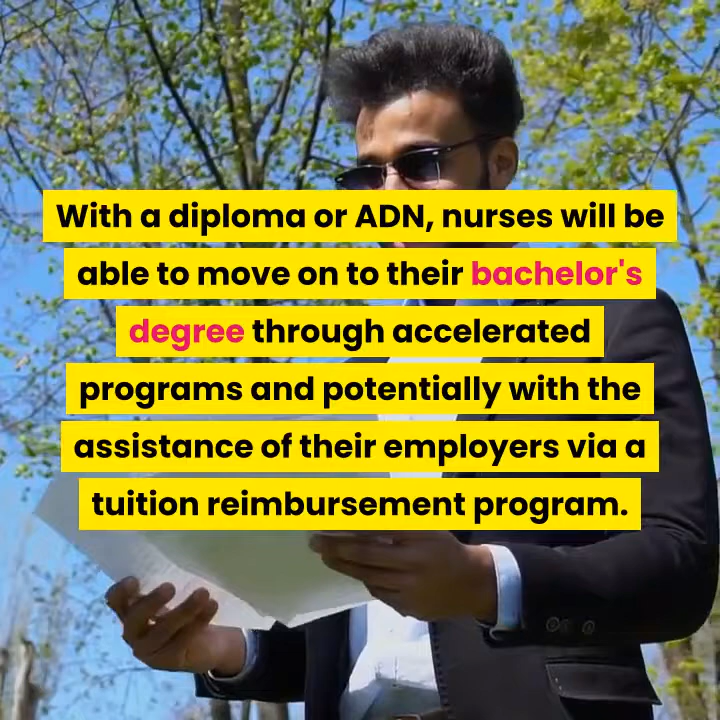 With a diploma or ADN, nurses will be
able to move on to their bachelor's
degree through accelerated
programs and potentially with the
assistance of their employers via a
tuition reimbursement program.